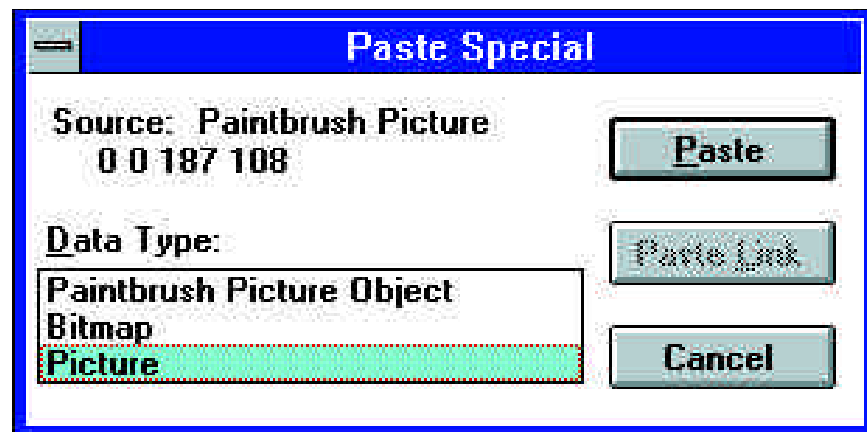 Paste Special
Source: Paintbrush Picture
0 0 187 108
Paste
Data Type:
Paste Link
Paintbrush Picture Object
Bitmap
Picture
Cancel